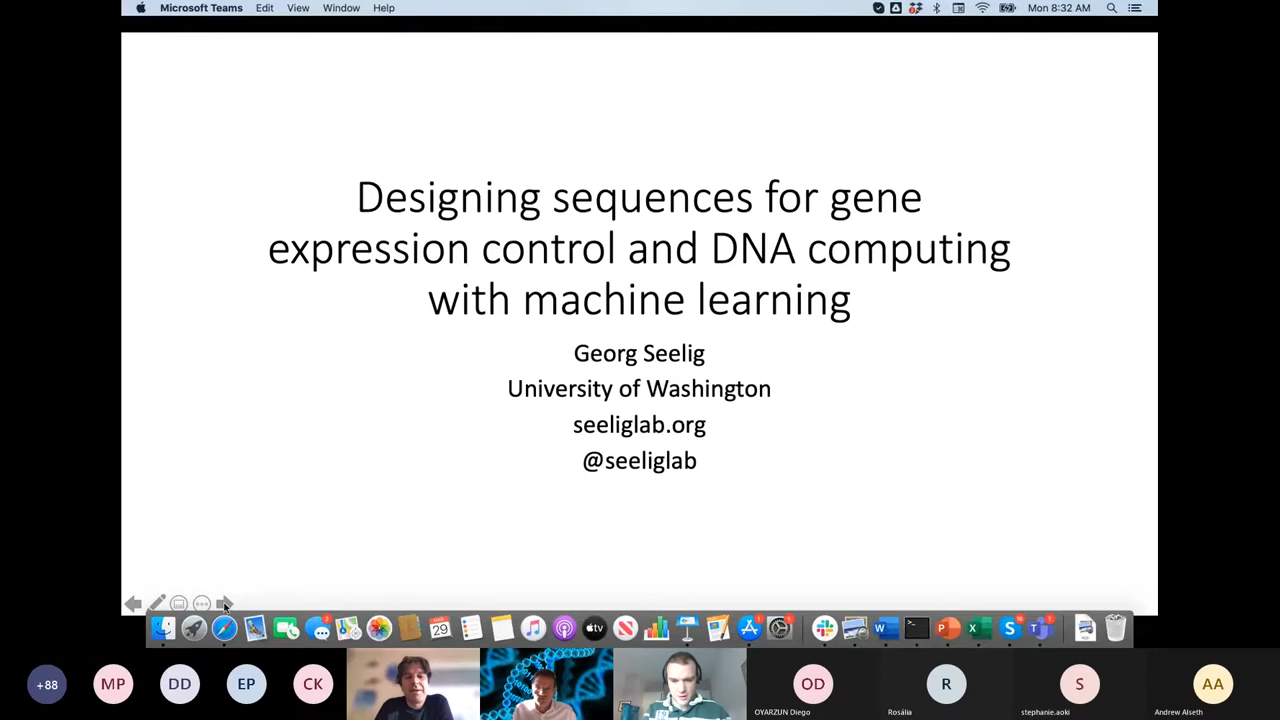 Microsoft Teams Edit View Window Help
Mon 8:32 AM
Designing sequences for gene
expression control and DNA computing
with machine learning
Georg Seelig
University of Washington
seeliglab.org
@seeliglab
29
tv
+88
MP
DD
EP
CK
OD
OYARZUN Diego
R
Rosália
S
stephanie.aoki
AA
Andrew Alseth